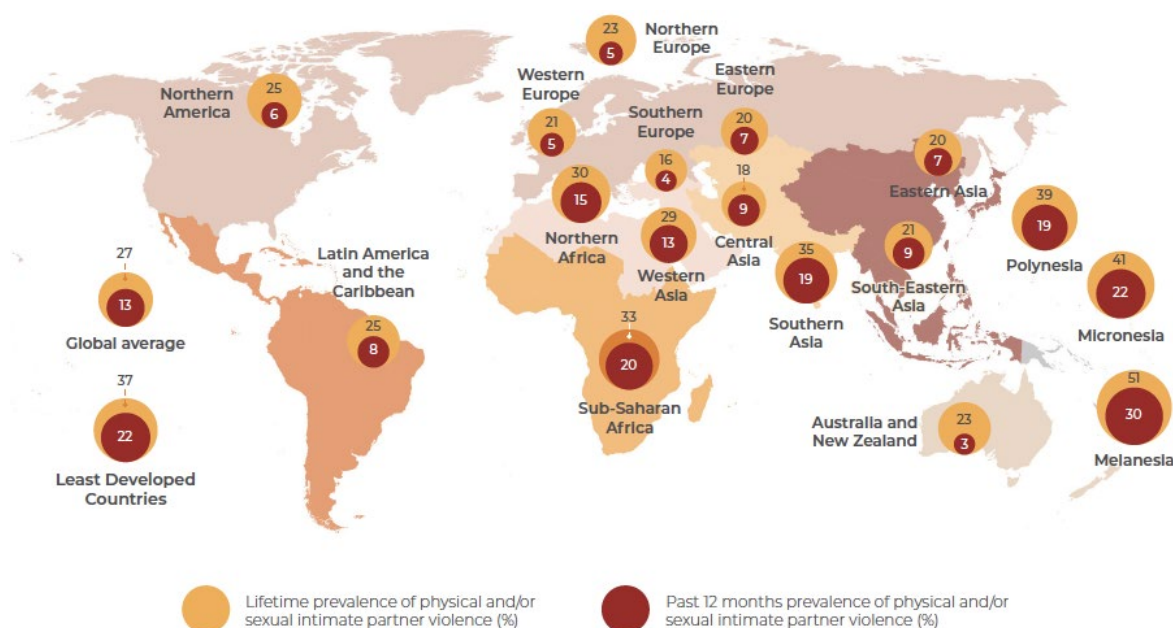 23
5
Northern
Europe
25
6
Northern
America
Western
Europe
21
5
Southern
Europe
16
4
Eastern
Europe
20
7
20
7
Eastern Asia
30
15
Northern
Africa
29
13
Western
Asia
18
9
Central
Asia
35
19
Southern
Asia
21
9
South-Eastern
Asia
39
19
Polynesia
41
22
Micronesia
27
13
Global average
Latin America
and the
Caribbean
25
8
33
20
Sub-Saharan
Africa
37
22
Least Developed
Countries
Australia and
New Zealand
23
3
51
30
Melanesia
Lifetime prevalence of physical and/or
sexual intimate partner violence (%)
Past 12 months prevalence of physical and/or
sexual intimate partner violence (%)